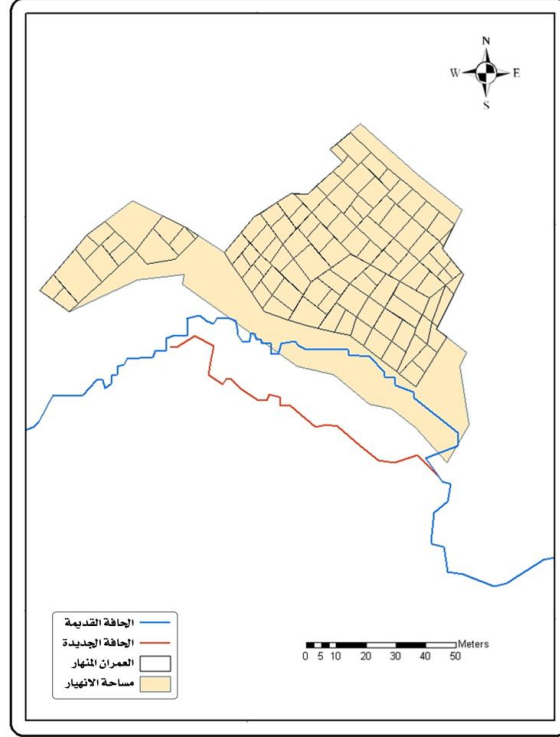 N
W E
S
الحافة القديمة
الحافة الجديدة
العمران المنهار
مساحة الانهيار
Meters
0 5 10 20 30 40 50